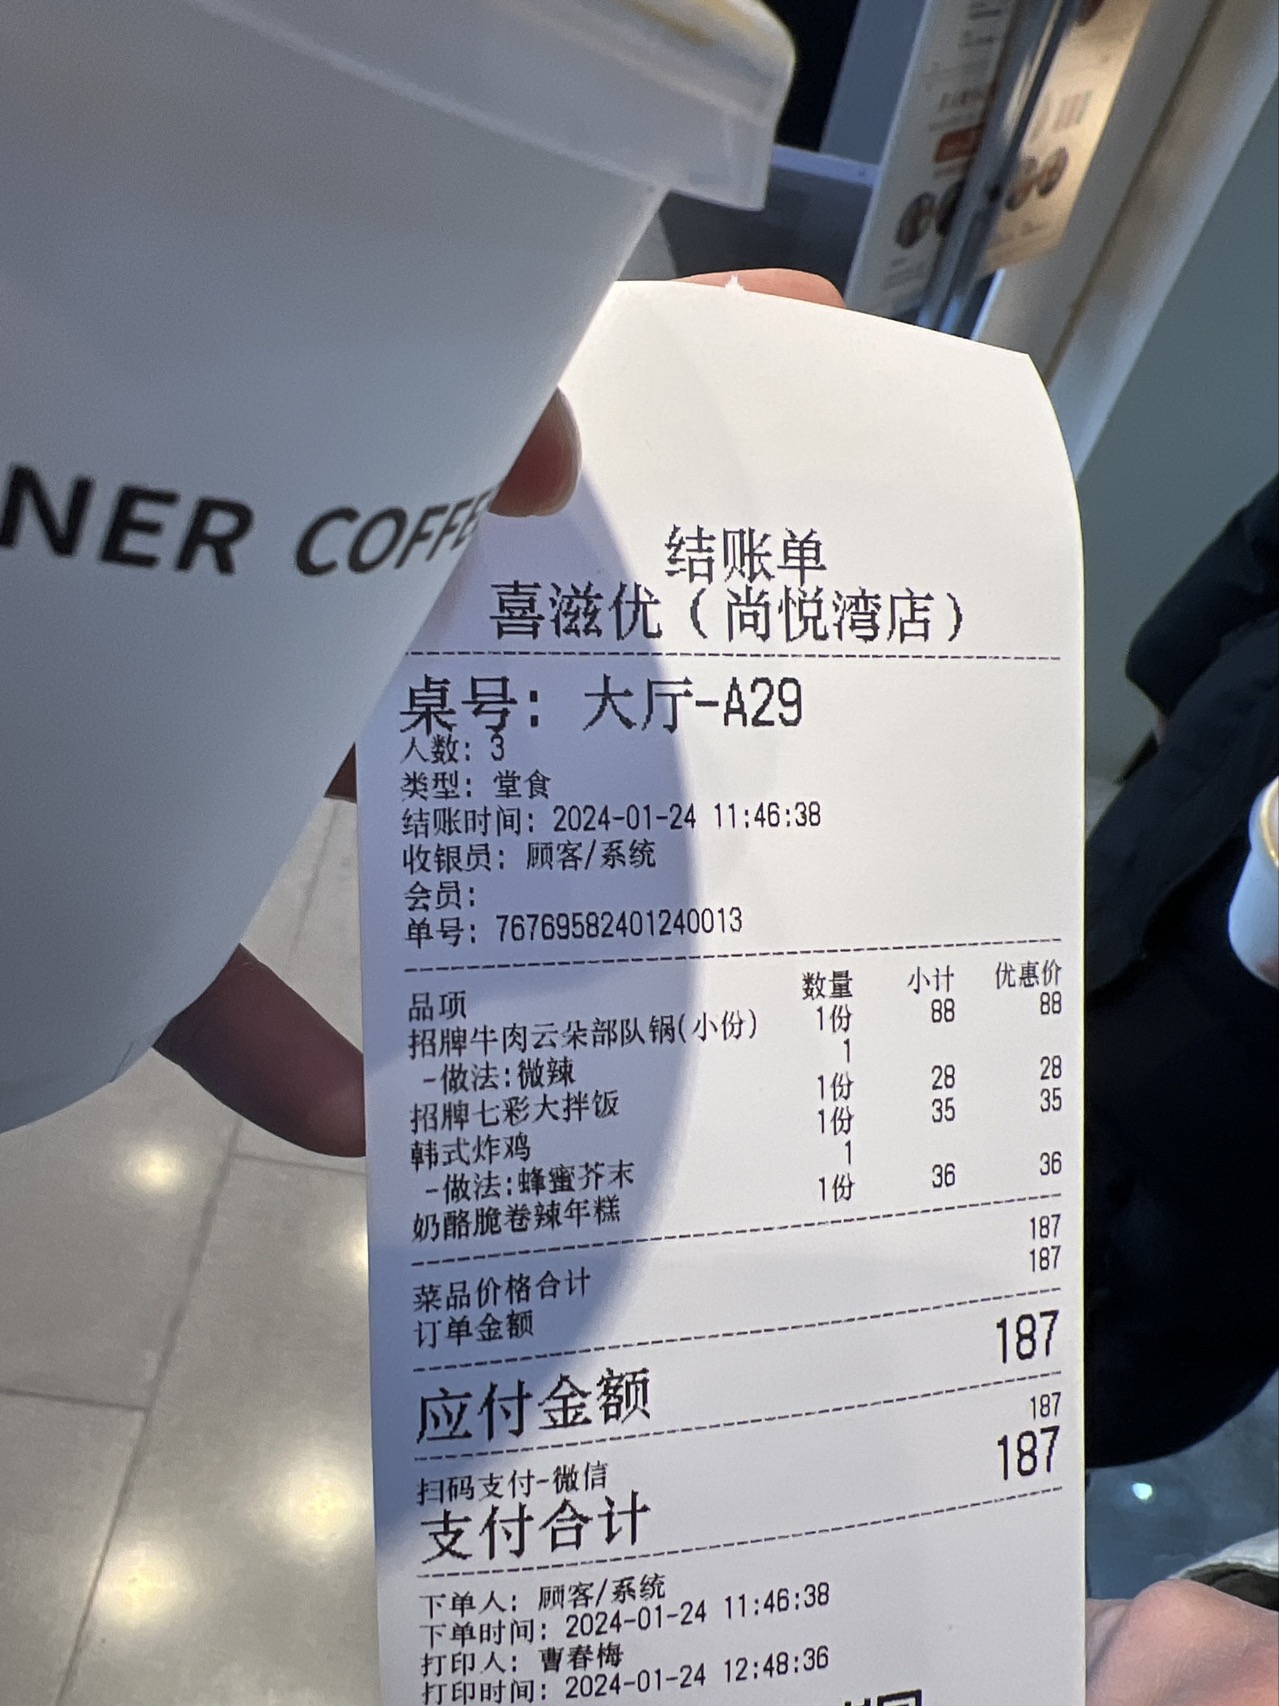 NER COFFE
结账单
喜滋优（尚悦湾店）
桌号: 大厅-A29
人数: 3
类型: 堂食
结账时间: 2024-01-24 11:46:38
收银员: 顾客/系统
会员:
单号: 76769582401240013
品项 数量 小计 优惠价
招牌牛肉云朵部队锅(小份) 1份 88 88
-做法:微辣 1
招牌七彩大拌饭 1份 28 28
韩式炸鸡 1份 35 35
-做法:蜂蜜芥末 1
奶酪脆卷辣年糕 1份 36 36
菜品价格合计 187
订单金额 187
应付金额 187
扫码支付-微信 187
支付合计 187
下单人: 顾客/系统
下单时间: 2024-01-24 11:46:38
打印人: 曹春梅
打印时间: 2024-01-24 12:48:36